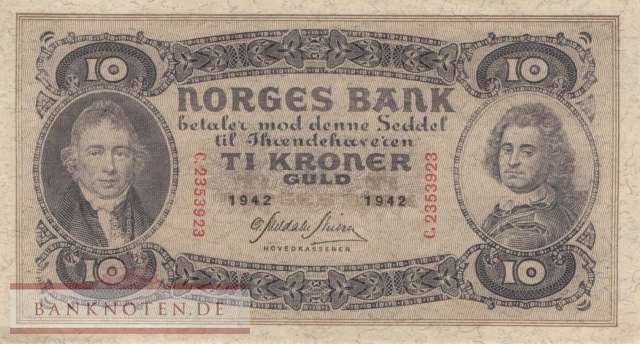 10 10
NORGES BANK
betaler mod denne Seddel
til Ihændehaveren
TI KRONER
GULD
C.2353923
C.2353923
1942 1942
HOVEDKASSERER
10 10
BANKNOTEN.DE